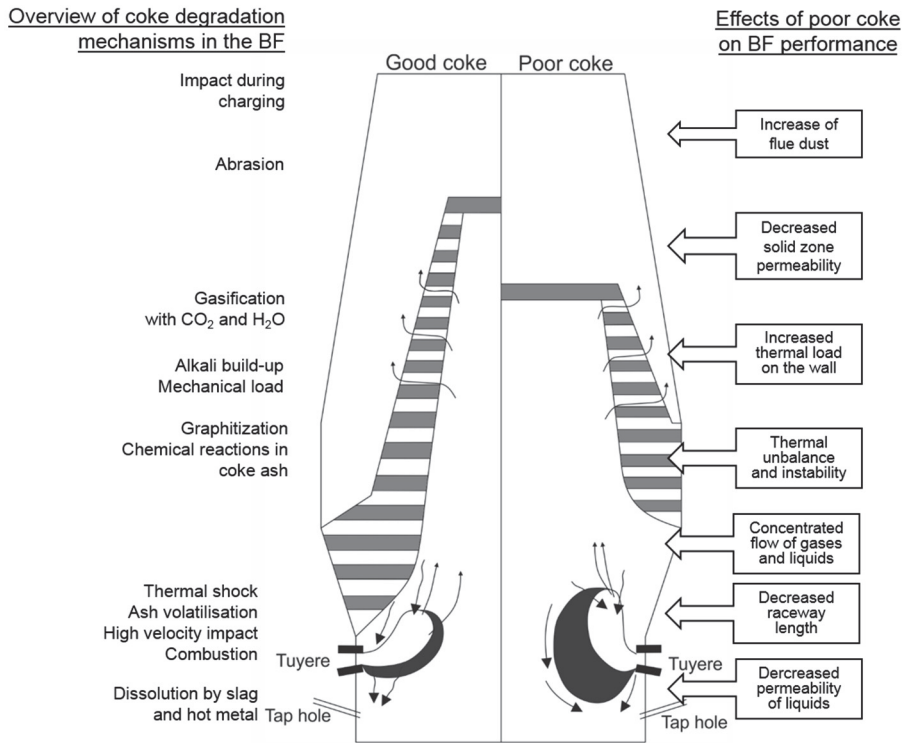 Overview of coke degradation
mechanisms in the BF
Effects of poor coke
on BF performance
Good coke
Poor coke
Impact during
charging
Abrasion
Gasification
with CO₂ and H₂O
Alkali build-up
Mechanical load
Graphitization
Chemical reactions in
coke ash
Thermal shock
Ash volatilisation
High velocity impact
Combustion
Dissolution by slag
and hot metal
Tuyere
Tap hole
Tuyere
Tap hole
Increase of
flue dust
Decreased
solid zone
permeability
Increased
thermal load
on the wall
Thermal
unbalance
and instability
Concentrated
flow of gases
and liquids
Decreased
raceway
length
Dercreased
permeability
of liquids